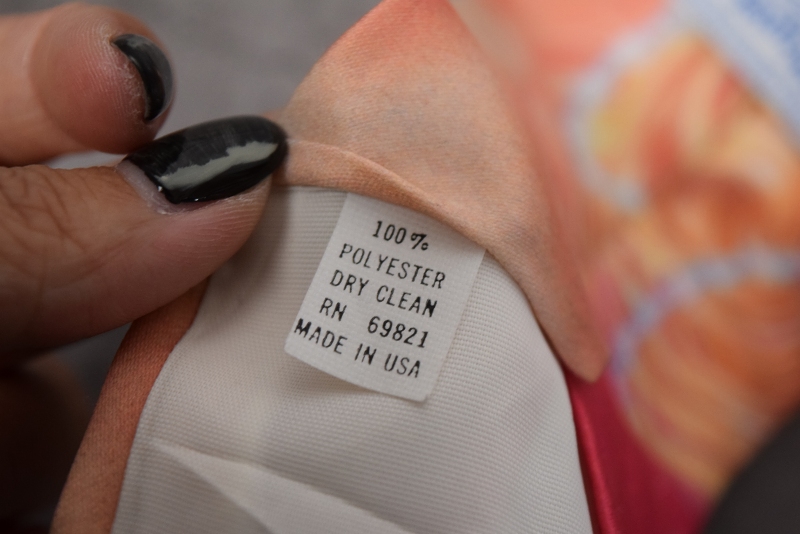 100%
POLYESTER
DRY CLEAN
RN 69821
MADE IN USA